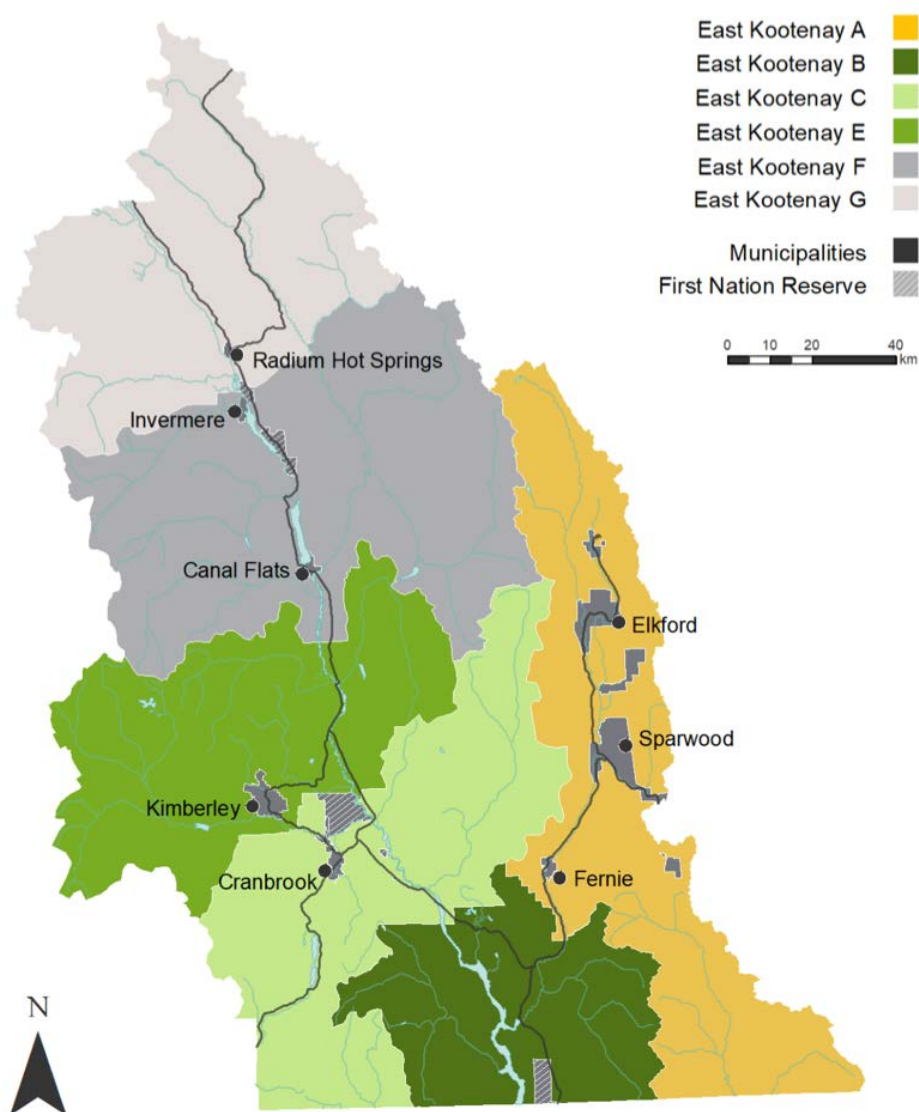 East Kootenay A
East Kootenay B
East Kootenay C
East Kootenay E
East Kootenay F
East Kootenay G
Municipalities
First Nation Reserve
0 20 40
km
Radium Hot Springs
Invermere
Canal Flats
Elkford
Sparwood
Kimberley
Cranbrook
Fernie
N